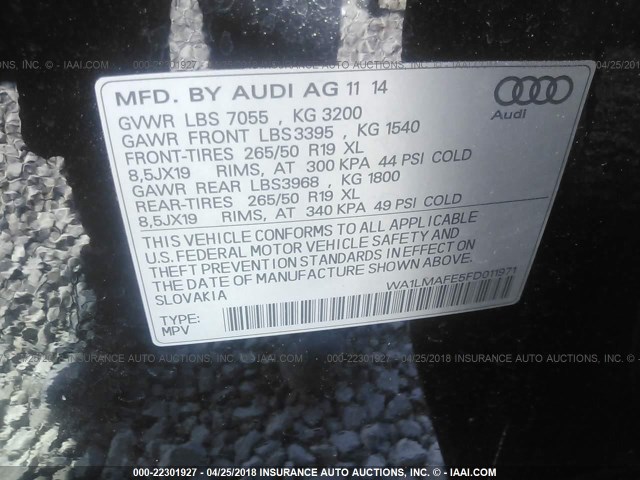 MFD. BY AUDI AG 11 14
GVWR LBS 7055 , KG 3200
GAWR FRONT LBS3395 , KG 1540
FRONT-TIRES 265/50 R19 XL
8,5JX19 RIMS, AT 300 KPA 44 PSI COLD
GAWR REAR LBS3968 , KG 1800
REAR-TIRES 265/50 R19 XL
8,5JX19 RIMS, AT 340 KPA 49 PSI COLD
THIS VEHICLE CONFORMS TO ALL APPLICABLE
U.S. FEDERAL MOTOR VEHICLE SAFETY AND
THEFT PREVENTION STANDARDS IN EFFECT ON
THE DATE OF MANUFACTURE SHOWN ABOVE.
SLOVAKIA
WA1LMAFE5FD011971
TYPE:
MPV
Audi
000-22301927 - 04/25/2018 INSURANCE AUTO AUCTIONS, INC. - © IAAI.COM